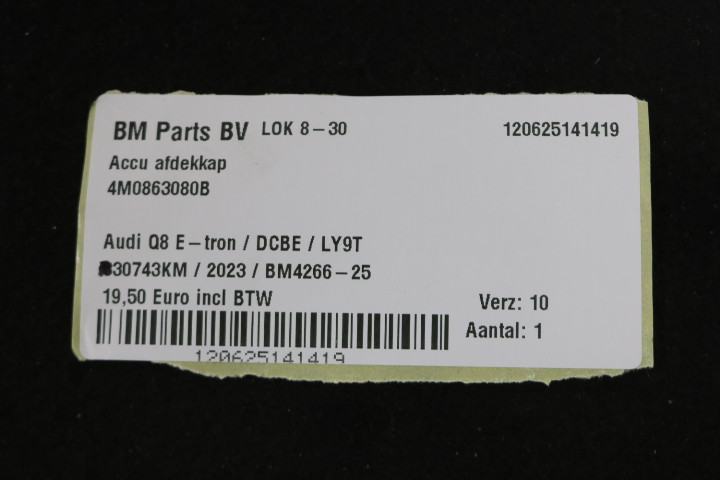 BM Parts BV LOK 8-30 120625141419
Accu afdekkap
4M0863080B
Audi Q8 E-tron / DCBE / LY9T
30743KM / 2023 / BM4266-25
19,50 Euro incl BTW Verz: 10
Aantal: 1
120625141419